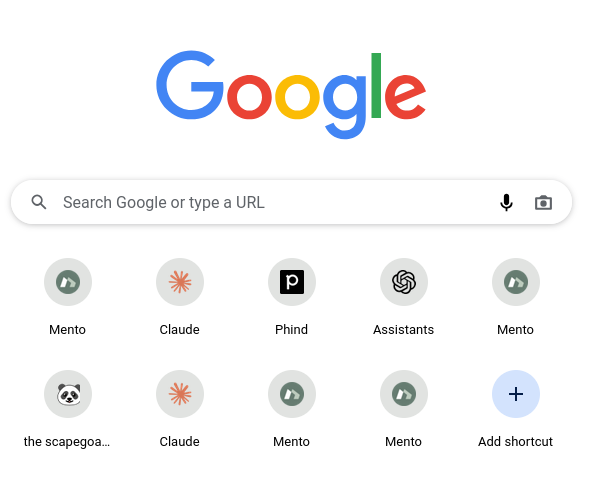 Google
Search Google or type a URL
Mento
Claude
Phind
Assistants
Mento
the scapegoa...
Claude
Mento
Mento
Add shortcut